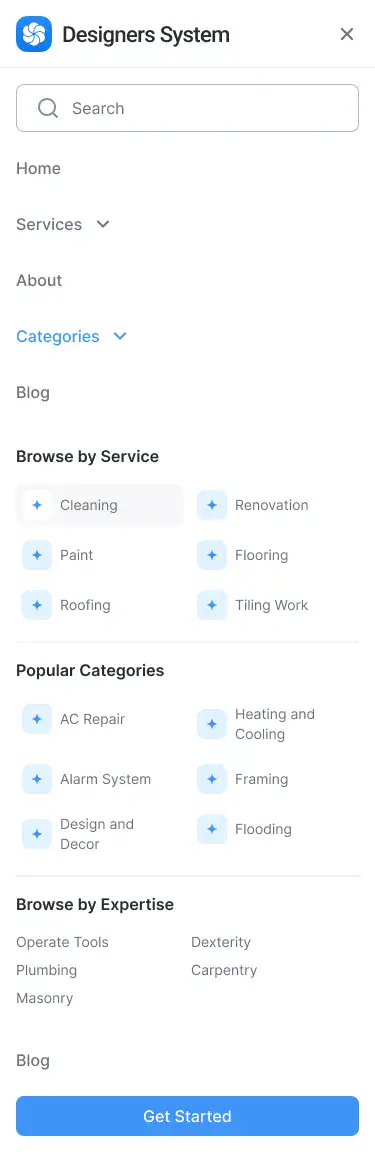 Designers System
Search
Home
Services
About
Categories
Blog
Browse by Service
Cleaning
Renovation
Paint
Flooring
Roofing
Tiling Work
Popular Categories
AC Repair
Heating and
Cooling
Alarm System
Framing
Design and
Decor
Flooding
Browse by Expertise
Operate Tools
Dexterity
Plumbing
Carpentry
Masonry
Blog
Get Started